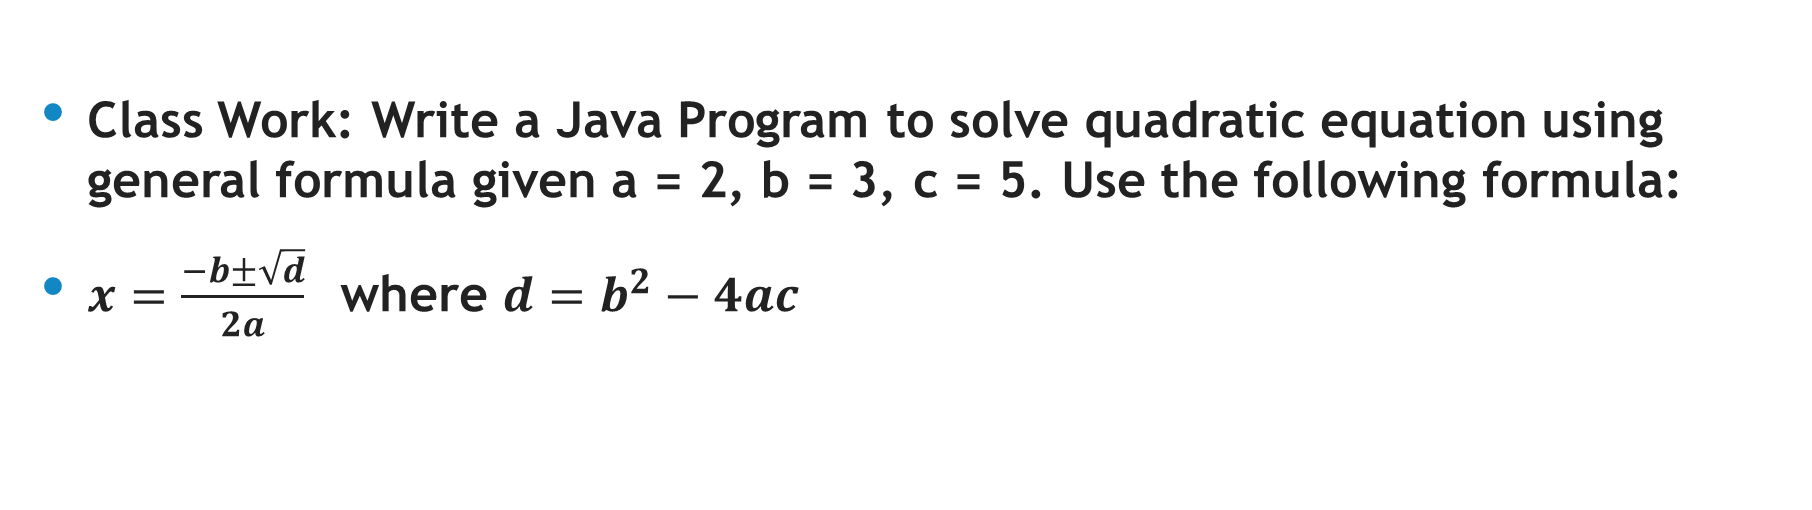 • Class Work: Write a Java Program to solve quadratic equation using
general formula given a = 2, b = 3, c = 5. Use the following formula:
• x = (−b±√d)/(2a) where d = b² − 4ac